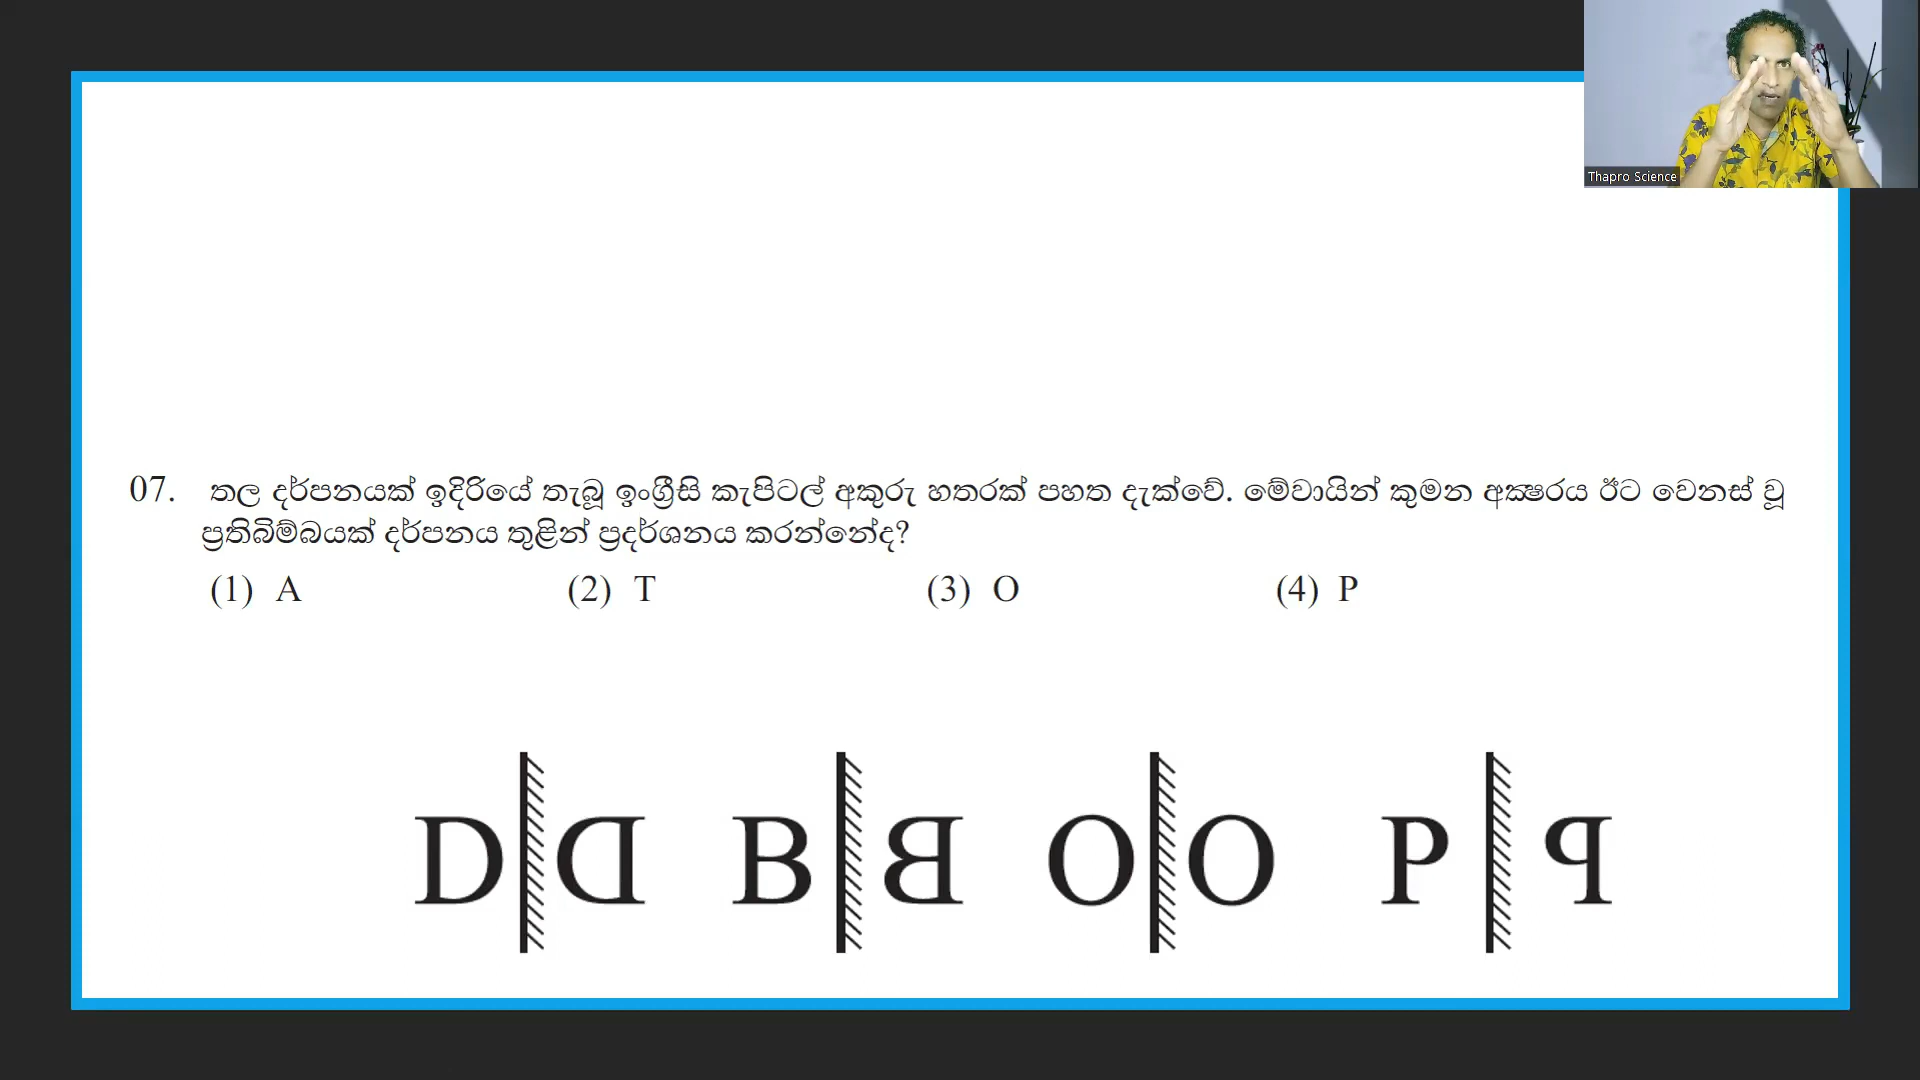 Thapro Science
07. තල දර්පනයක් ඉදිරියේ තැබූ ඉංග්‍රීසි කැපිටල් අකුරු හතරක් පහත දැක්වේ. මේවායින් කුමන අක්‍ෂරය ඊට වෙනස් වූ
ප්‍රතිබිම්බයක් දර්පනය තුළින් ප්‍රදර්ශනය කරන්නේද?
(1) A (2) T (3) O (4) P
D B O O P